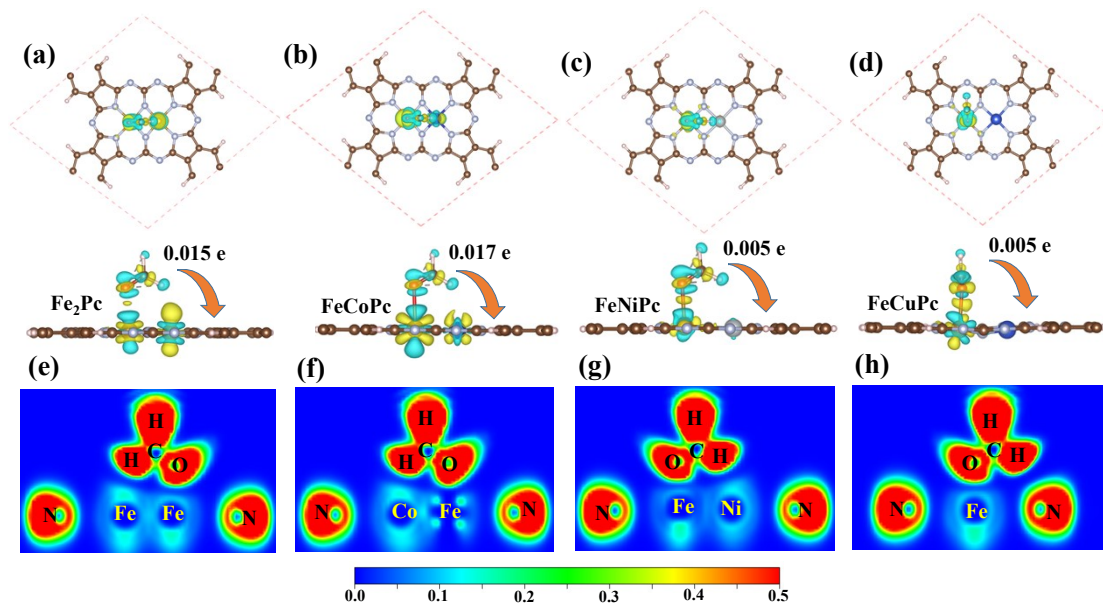 (a)
(b)
(c)
(d)
0.015 e
Fe2Pc
0.017 e
FeCoPc
0.005 e
FeNiPc
0.005 e
FeCuPc
(e)
(f)
(g)
(h)
H
C
H
O
N
Fe
Fe
N
H
C
H
O
N
Co
Fe
N
H
C
O
H
N
Fe
Ni
N
H
C
O
H
N
Fe
N
0.0 0.1 0.2 0.3 0.4 0.5